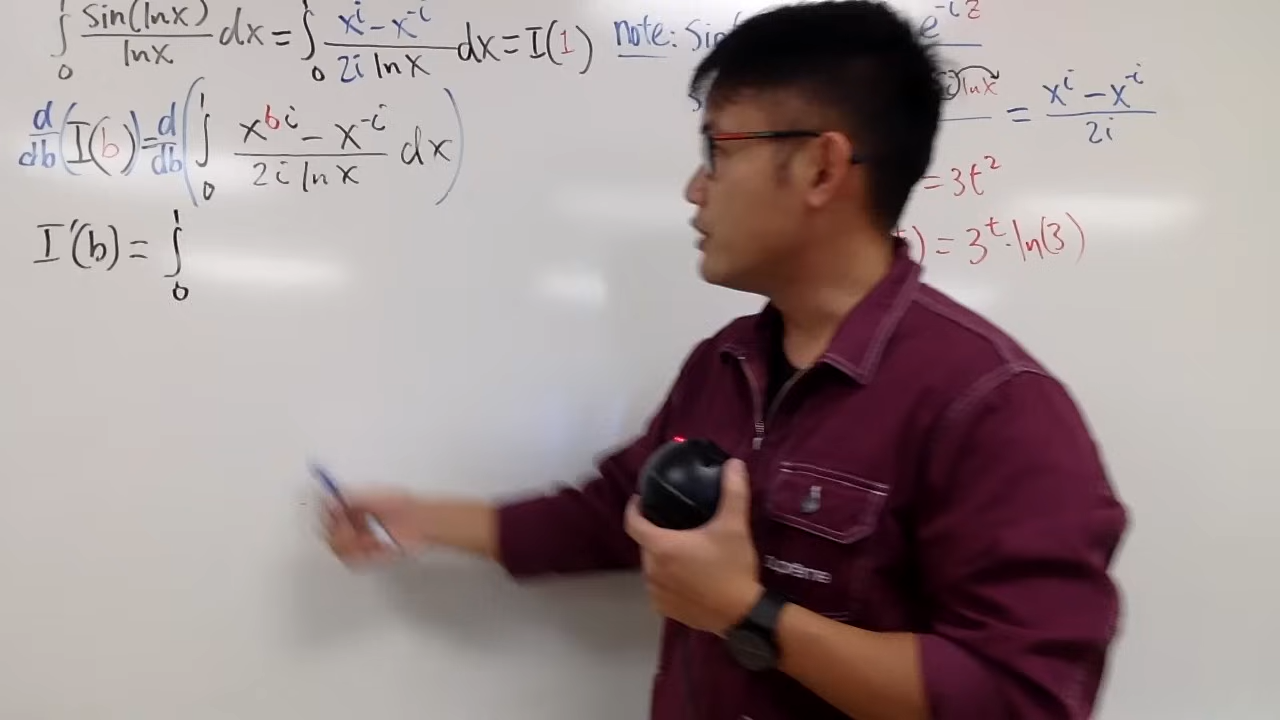 ∫₀¹ sin(lnx)/lnx dx = ∫₀¹ (xⁱ - x⁻ⁱ)/(2i lnx) dx = I(1) note: Sin
e^(-iz)
d/db (I(b)) = d/db (∫₀¹ (x^(bi) - x⁻ⁱ)/(2i lnx) dx)
lnx = (xⁱ - x⁻ⁱ)/2i
= 3t²
I'(b) = ∫₀¹
) = 3ᵗ·ln(3)